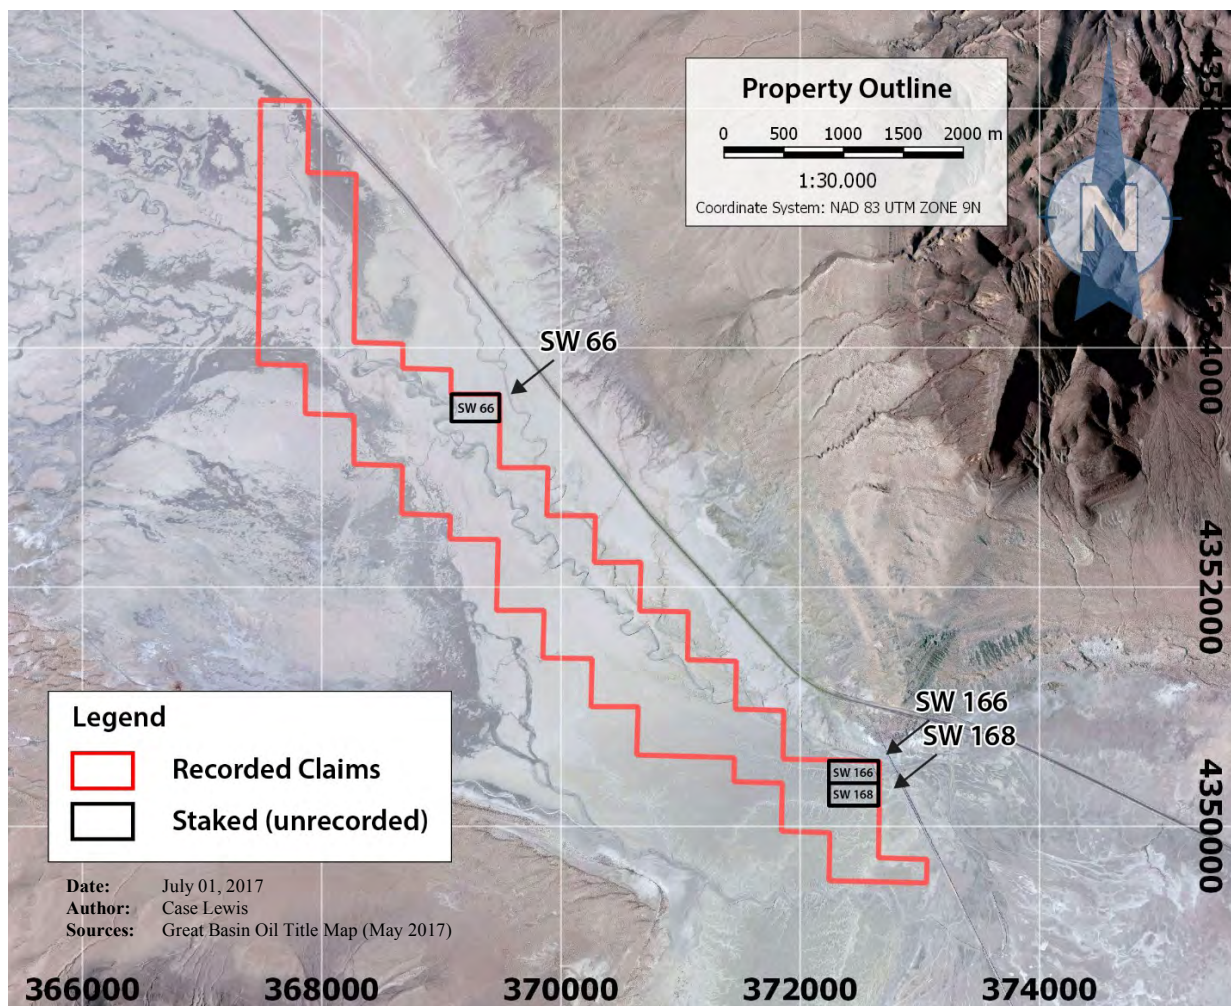 Property Outline
0 500 1000 1500 2000 m
1:30,000
Coordinate System: NAD 83 UTM ZONE 9N
N
SW 66
SW 66
4352000
SW 166
SW 168
SW 166
SW 168
4350000
Legend
Recorded Claims
Staked (unrecorded)
Date: July 01, 2017
Author: Case Lewis
Sources: Great Basin Oil Title Map (May 2017)
366000 368000 370000 372000 374000